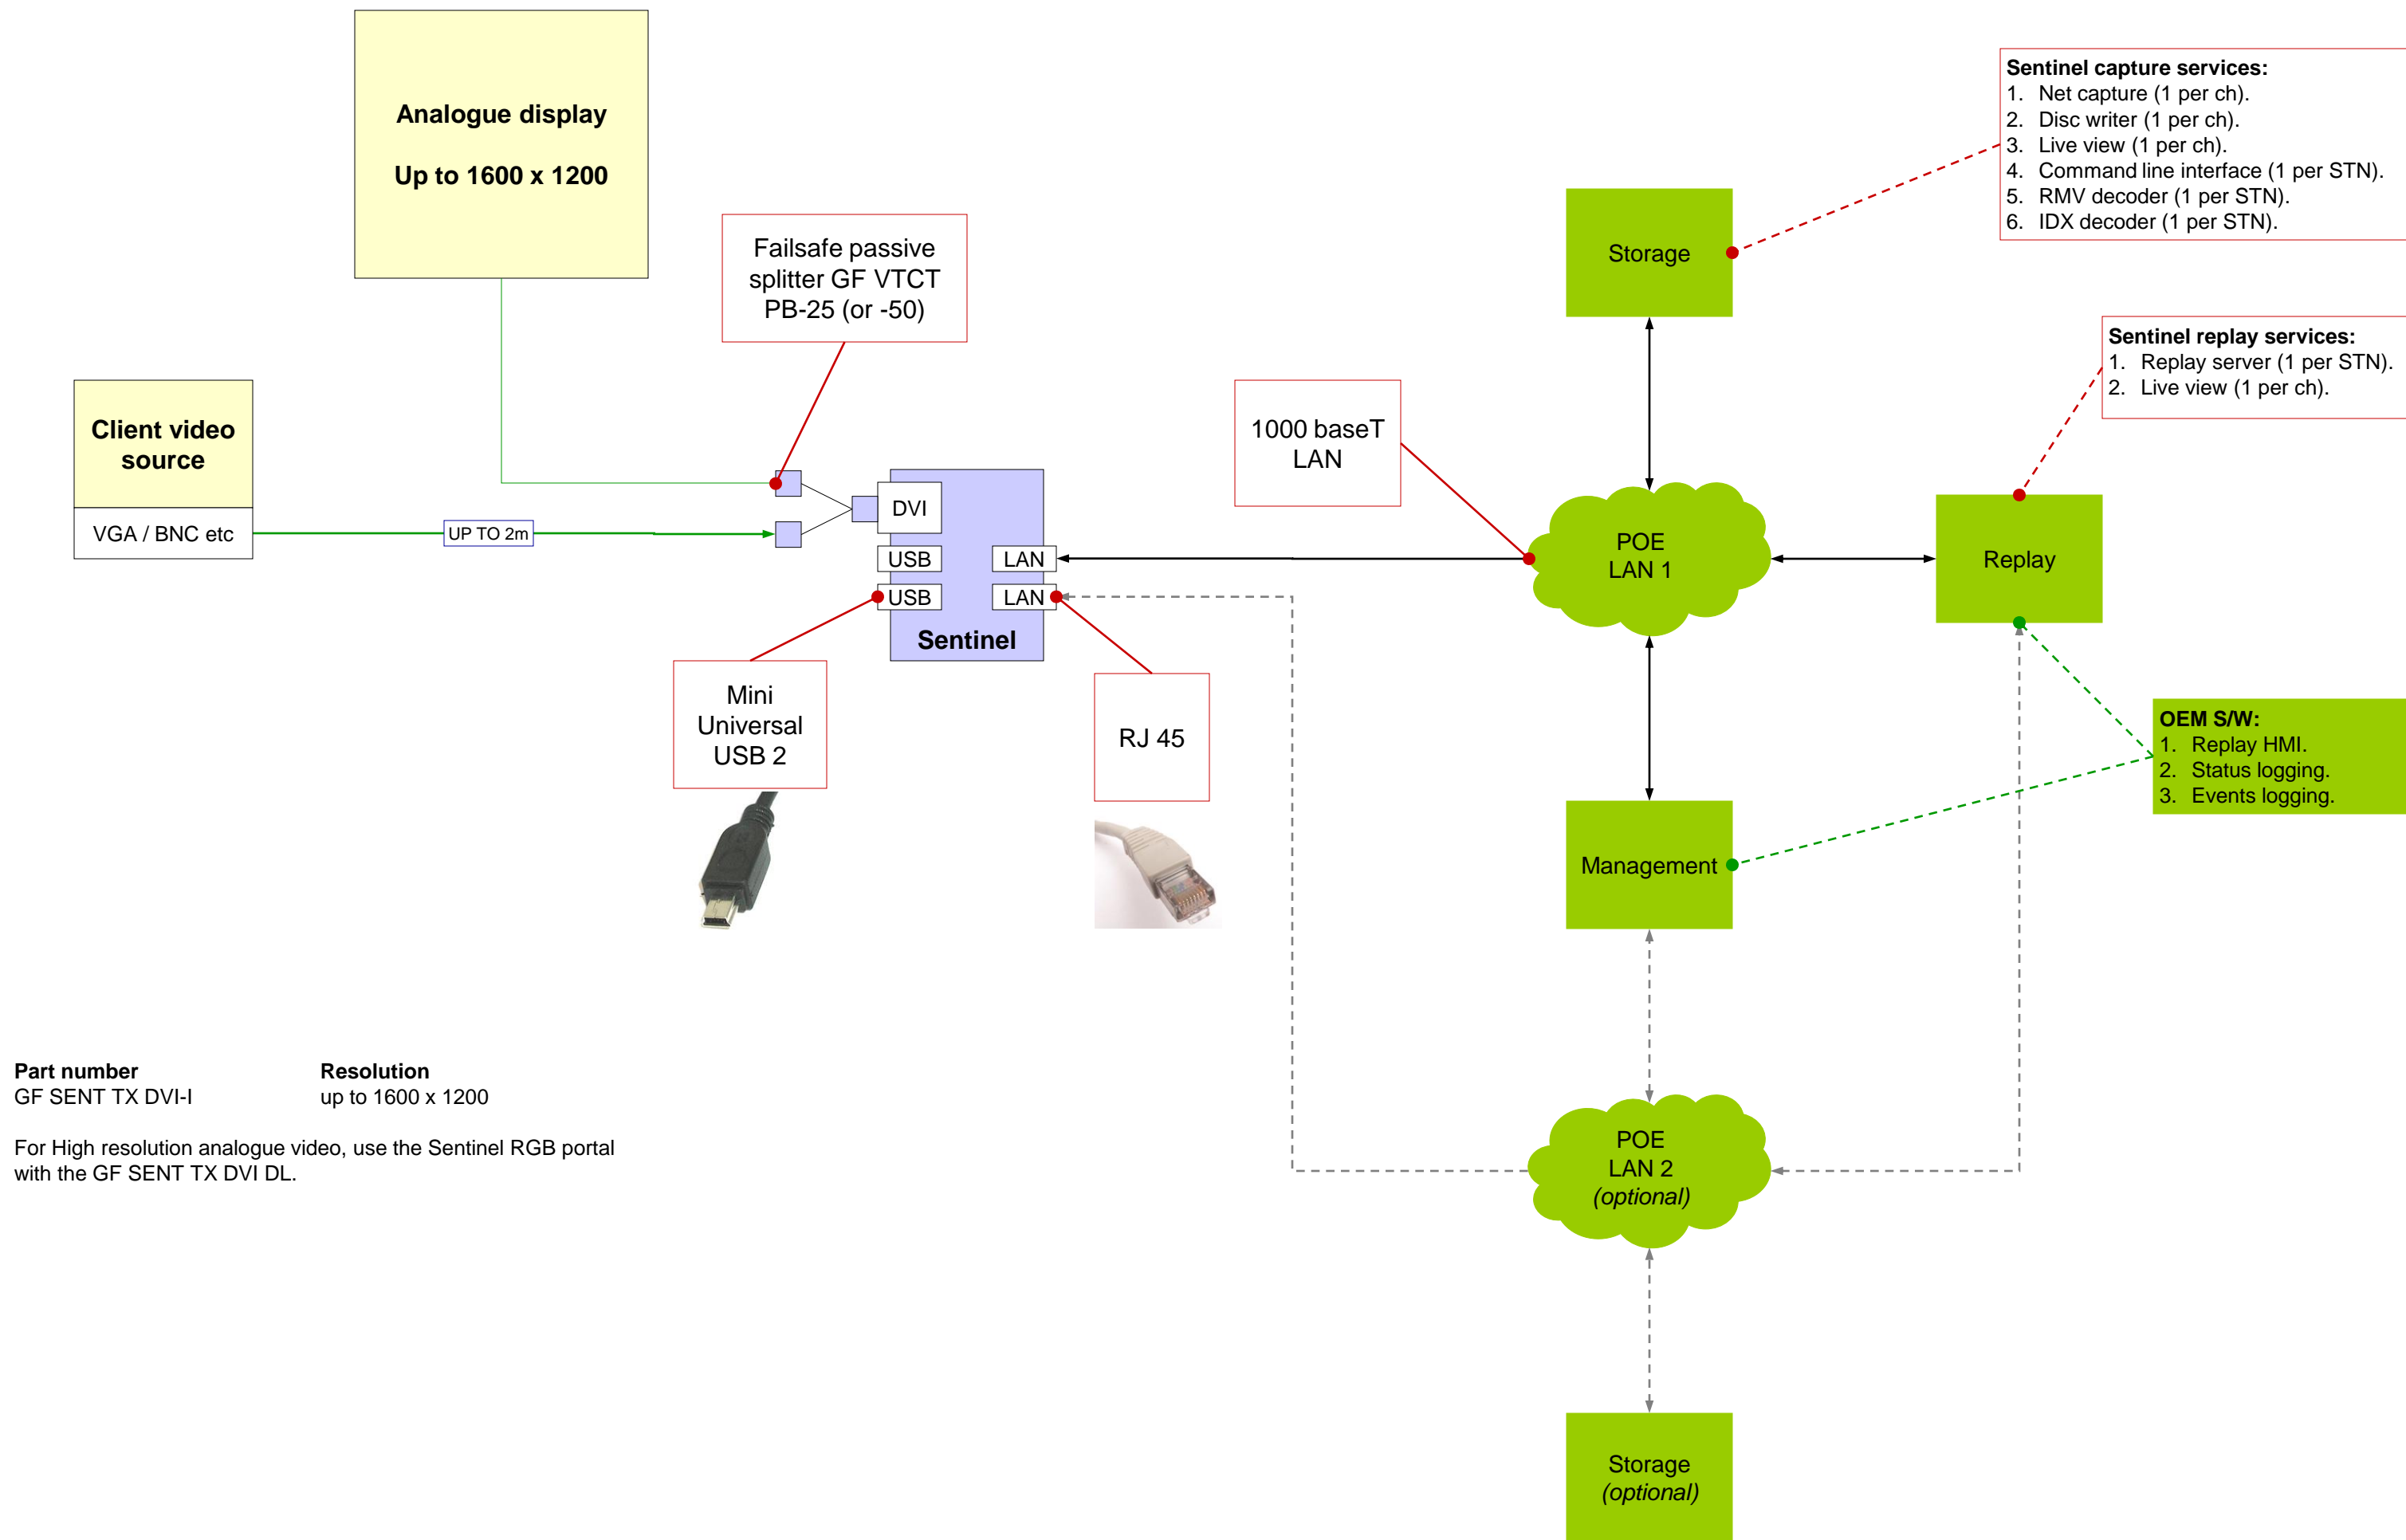 Analogue display
Up to 1600 x 1200
Sentinel capture services:
1. Net capture (1 per ch).
2. Disc writer (1 per ch).
3. Live view (1 per ch).
4. Command line interface (1 per STN).
5. RMV decoder (1 per STN).
6. IDX decoder (1 per STN).
Failsafe passive
splitter GF VTCT
PB-25 (or -50)
Storage
Sentinel replay services:
1. Replay server (1 per STN).
2. Live view (1 per ch).
Client video
source
VGA / BNC etc
UP TO 2m
1000 baseT
LAN
DVI
USB
LAN
USB
LAN
Sentinel
POE
LAN 1
Replay
Mini
Universal
USB 2
RJ 45
OEM S/W:
1. Replay HMI.
2. Status logging.
3. Events logging.
Management
Part number
GF SENT TX DVI-I
Resolution
up to 1600 x 1200
For High resolution analogue video, use the Sentinel RGB portal
with the GF SENT TX DVI DL.
POE
LAN 2
(optional)
Storage
(optional)